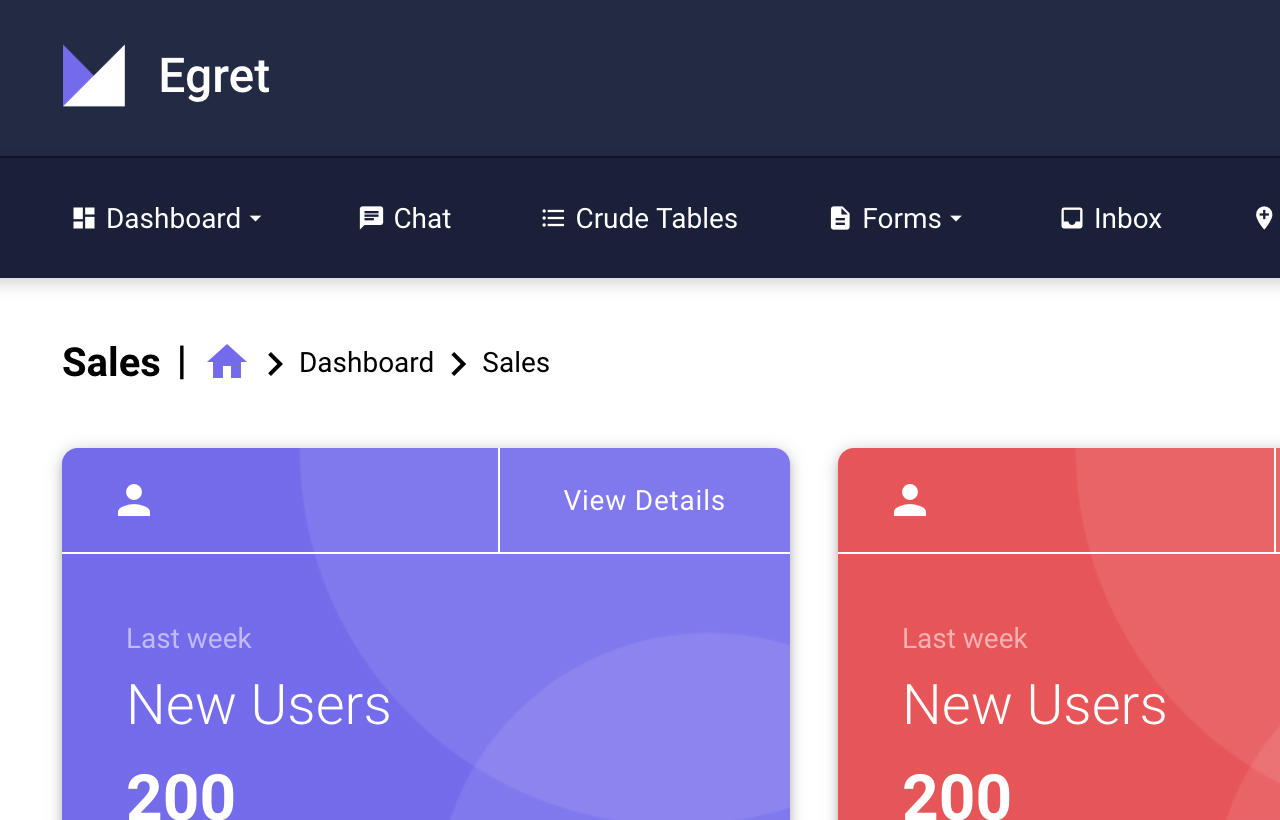 Egret
Dashboard Chat Crude Tables Forms Inbox
Sales | Dashboard Sales
View Details
Last week
New Users
200
Last week
New Users
200